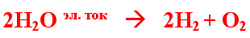 2H₂O эл. ток → 2H₂ + O₂